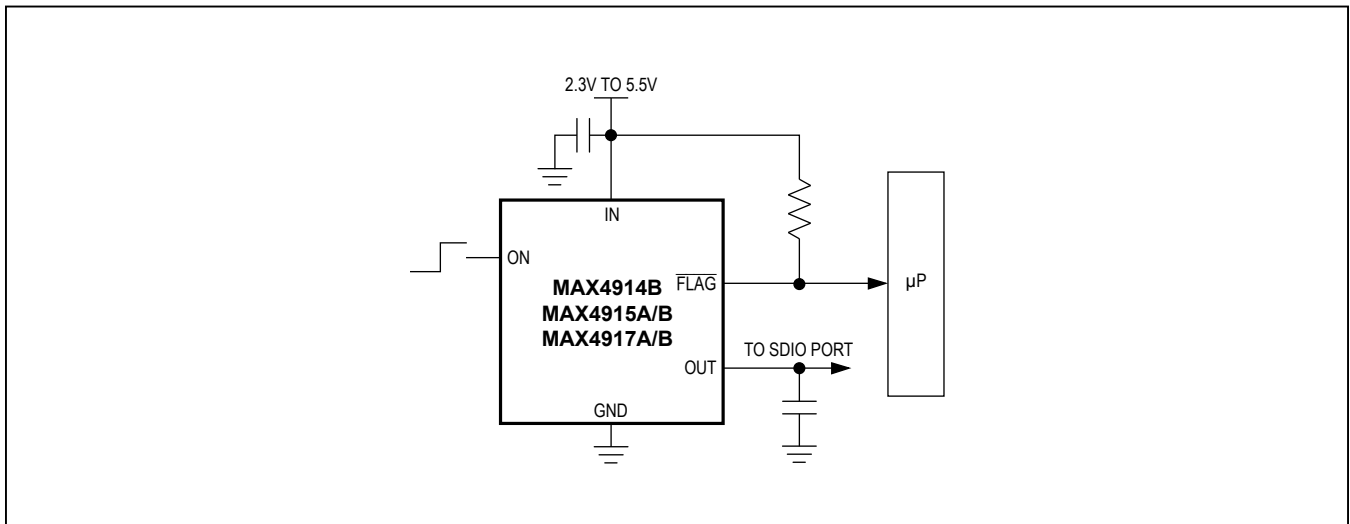 2.3V TO 5.5V
IN
ON
MAX4914B
MAX4915A/B
MAX4917A/B
FLAG
µP
TO SDIO PORT
OUT
GND